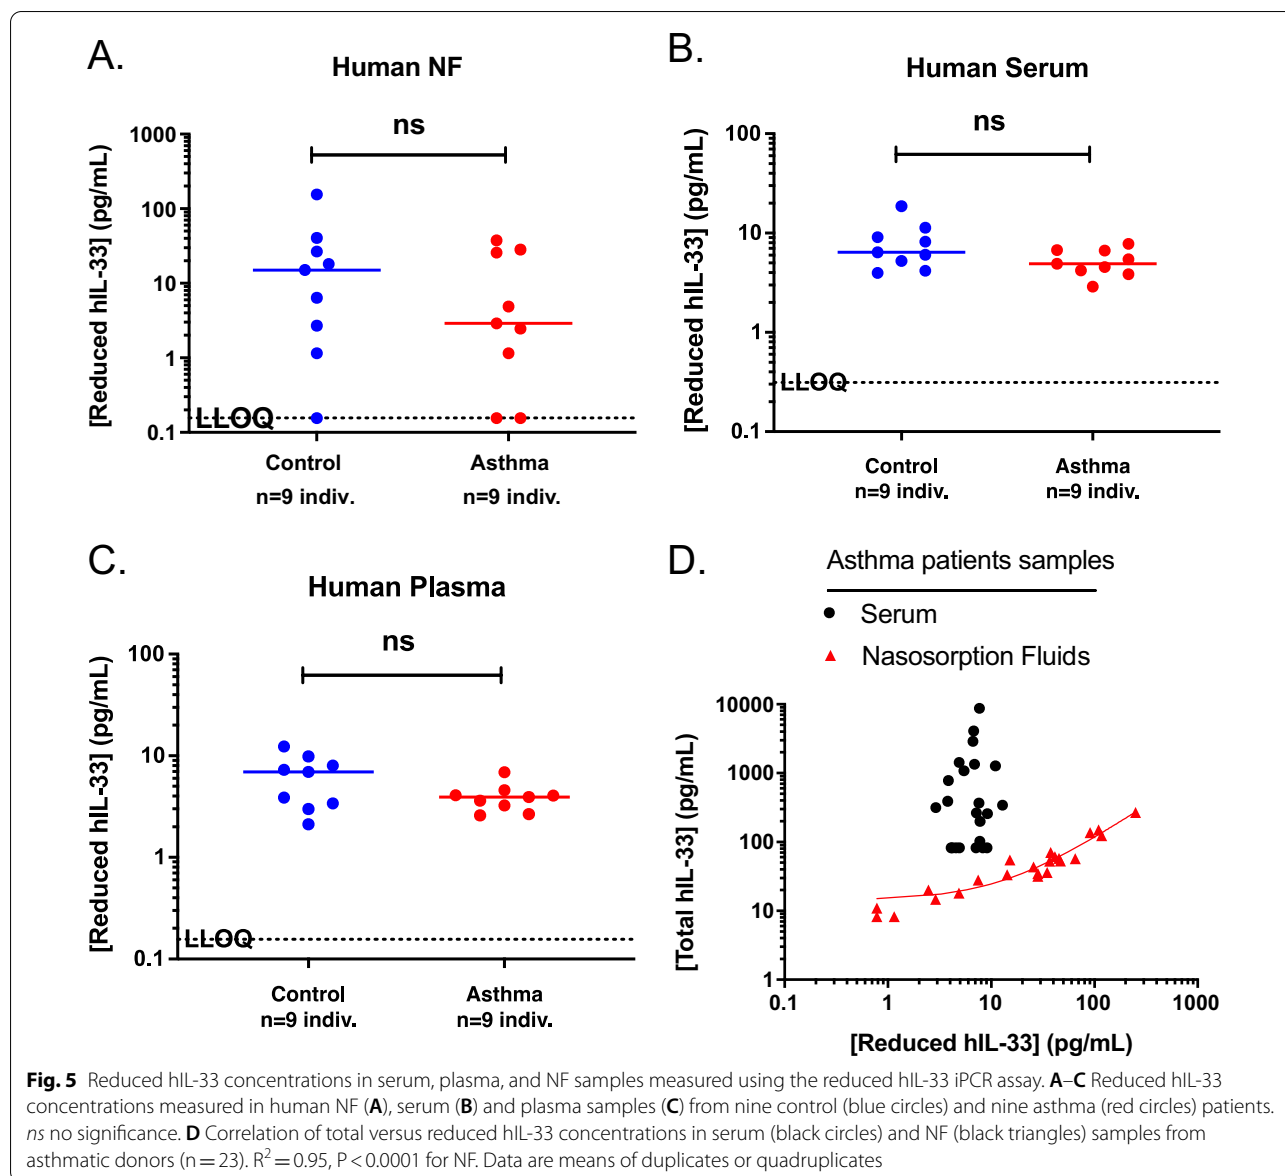 A.
Human NF
ns
[Reduced hIL-33] (pg/mL)
1000
100
10
1
0.1
LLOQ
Control
n=9 indiv.
Asthma
n=9 indiv.
B.
Human Serum
ns
[Reduced hIL-33] (pg/mL)
100
10
1
0.1
LLOQ
Control
n=9 indiv.
Asthma
n=9 indiv.
C.
Human Plasma
ns
[Reduced hIL-33] (pg/mL)
100
10
1
0.1
LLOQ
Control
n=9 indiv.
Asthma
n=9 indiv.
D.
Asthma patients samples
Serum
Nasosorption Fluids
[Total hIL-33] (pg/mL)
10000
1000
100
10
1
0.1 1 10 100 1000
[Reduced hIL-33] (pg/mL)
Fig. 5 Reduced hIL-33 concentrations in serum, plasma, and NF samples measured using the reduced hIL-33 iPCR assay. A–C Reduced hIL-33
concentrations measured in human NF (A), serum (B) and plasma samples (C) from nine control (blue circles) and nine asthma (red circles) patients.
ns no significance. D Correlation of total versus reduced hIL-33 concentrations in serum (black circles) and NF (black triangles) samples from
asthmatic donors (n = 23). R² = 0.95, P < 0.0001 for NF. Data are means of duplicates or quadruplicates